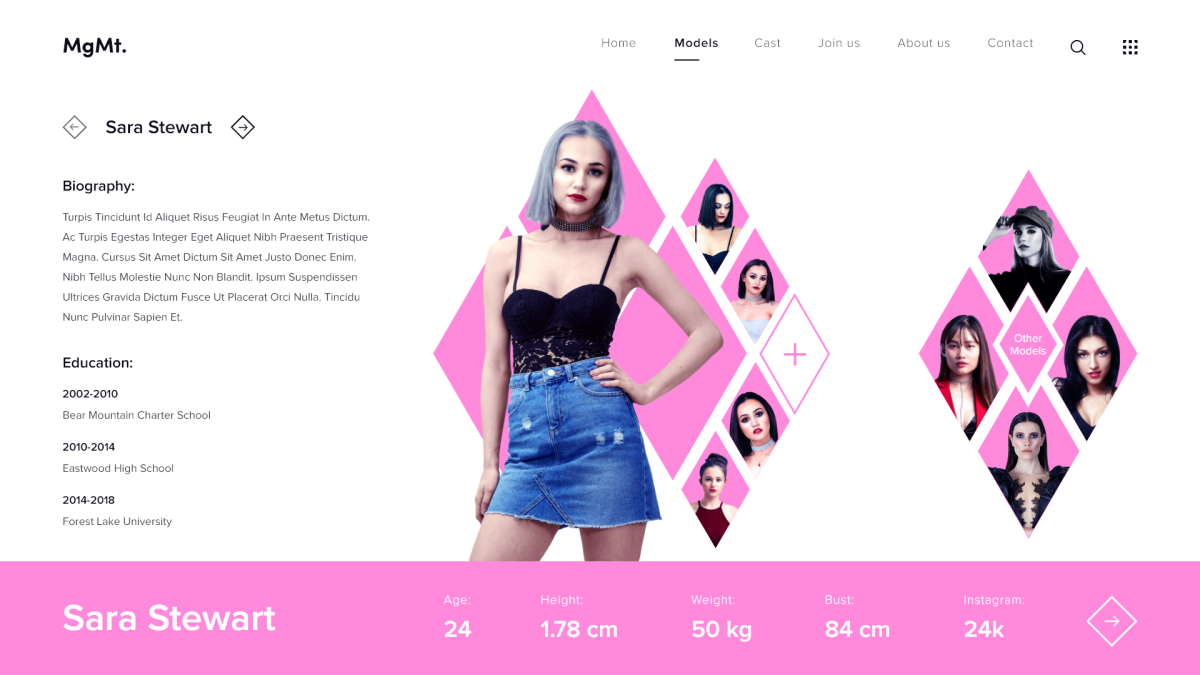 MgMt.
Home Models Cast Join us About us Contact
Sara Stewart
Biography:
Turpis Tincidunt Id Aliquet Risus Feugiat In Ante Metus Dictum.
Ac Turpis Egestas Integer Eget Aliquet Nibh Praesent Tristique
Magna. Cursus Sit Amet Dictum Sit Amet Justo Donec Enim.
Nibh Tellus Molestie Nunc Non Blandit. Ipsum Suspendissen
Ultrices Gravida Dictum Fusce Ut Placerat Orci Nulla. Tincidu
Nunc Pulvinar Sapien Et.
Education:
2002-2010
Bear Mountain Charter School
2010-2014
Eastwood High School
2014-2018
Forest Lake University
Other
Models
Sara Stewart
Age: Height: Weight: Bust: Instagram:
24 1.78 cm 50 kg 84 cm 24k